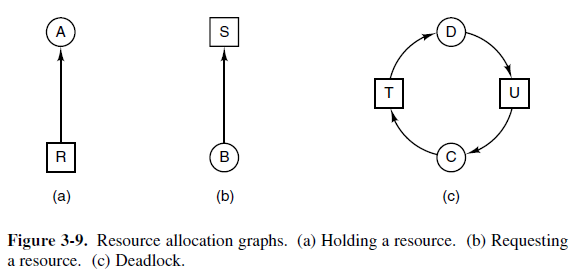 A
S
D
T
U
R
B
C
(a)
(b)
(c)
Figure 3-9. Resource allocation graphs. (a) Holding a resource. (b) Requesting
a resource. (c) Deadlock.